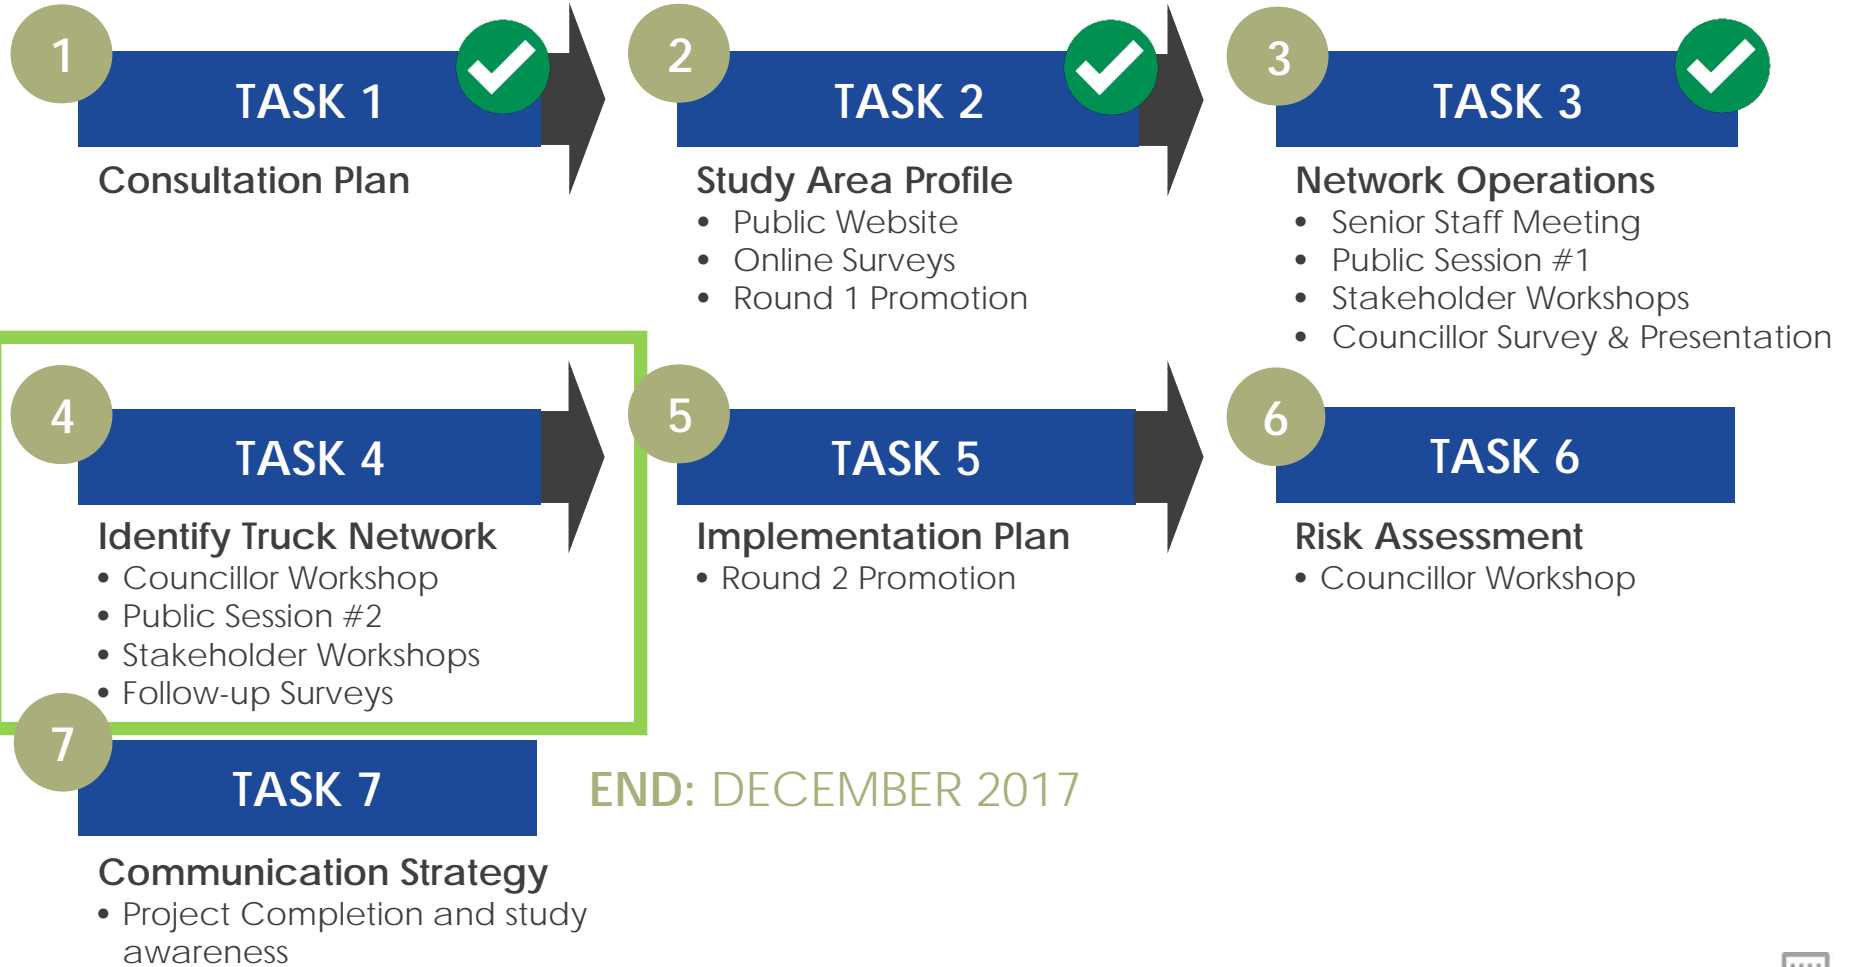 1
TASK 1
Consultation Plan
2
TASK 2
Study Area Profile
• Public Website
• Online Surveys
• Round 1 Promotion
3
TASK 3
Network Operations
• Senior Staff Meeting
• Public Session #1
• Stakeholder Workshops
• Councillor Survey & Presentation
4
TASK 4
Identify Truck Network
• Councillor Workshop
• Public Session #2
• Stakeholder Workshops
• Follow-up Surveys
5
TASK 5
Implementation Plan
• Round 2 Promotion
6
TASK 6
Risk Assessment
• Councillor Workshop
7
TASK 7
Communication Strategy
• Project Completion and study
awareness
END: DECEMBER 2017